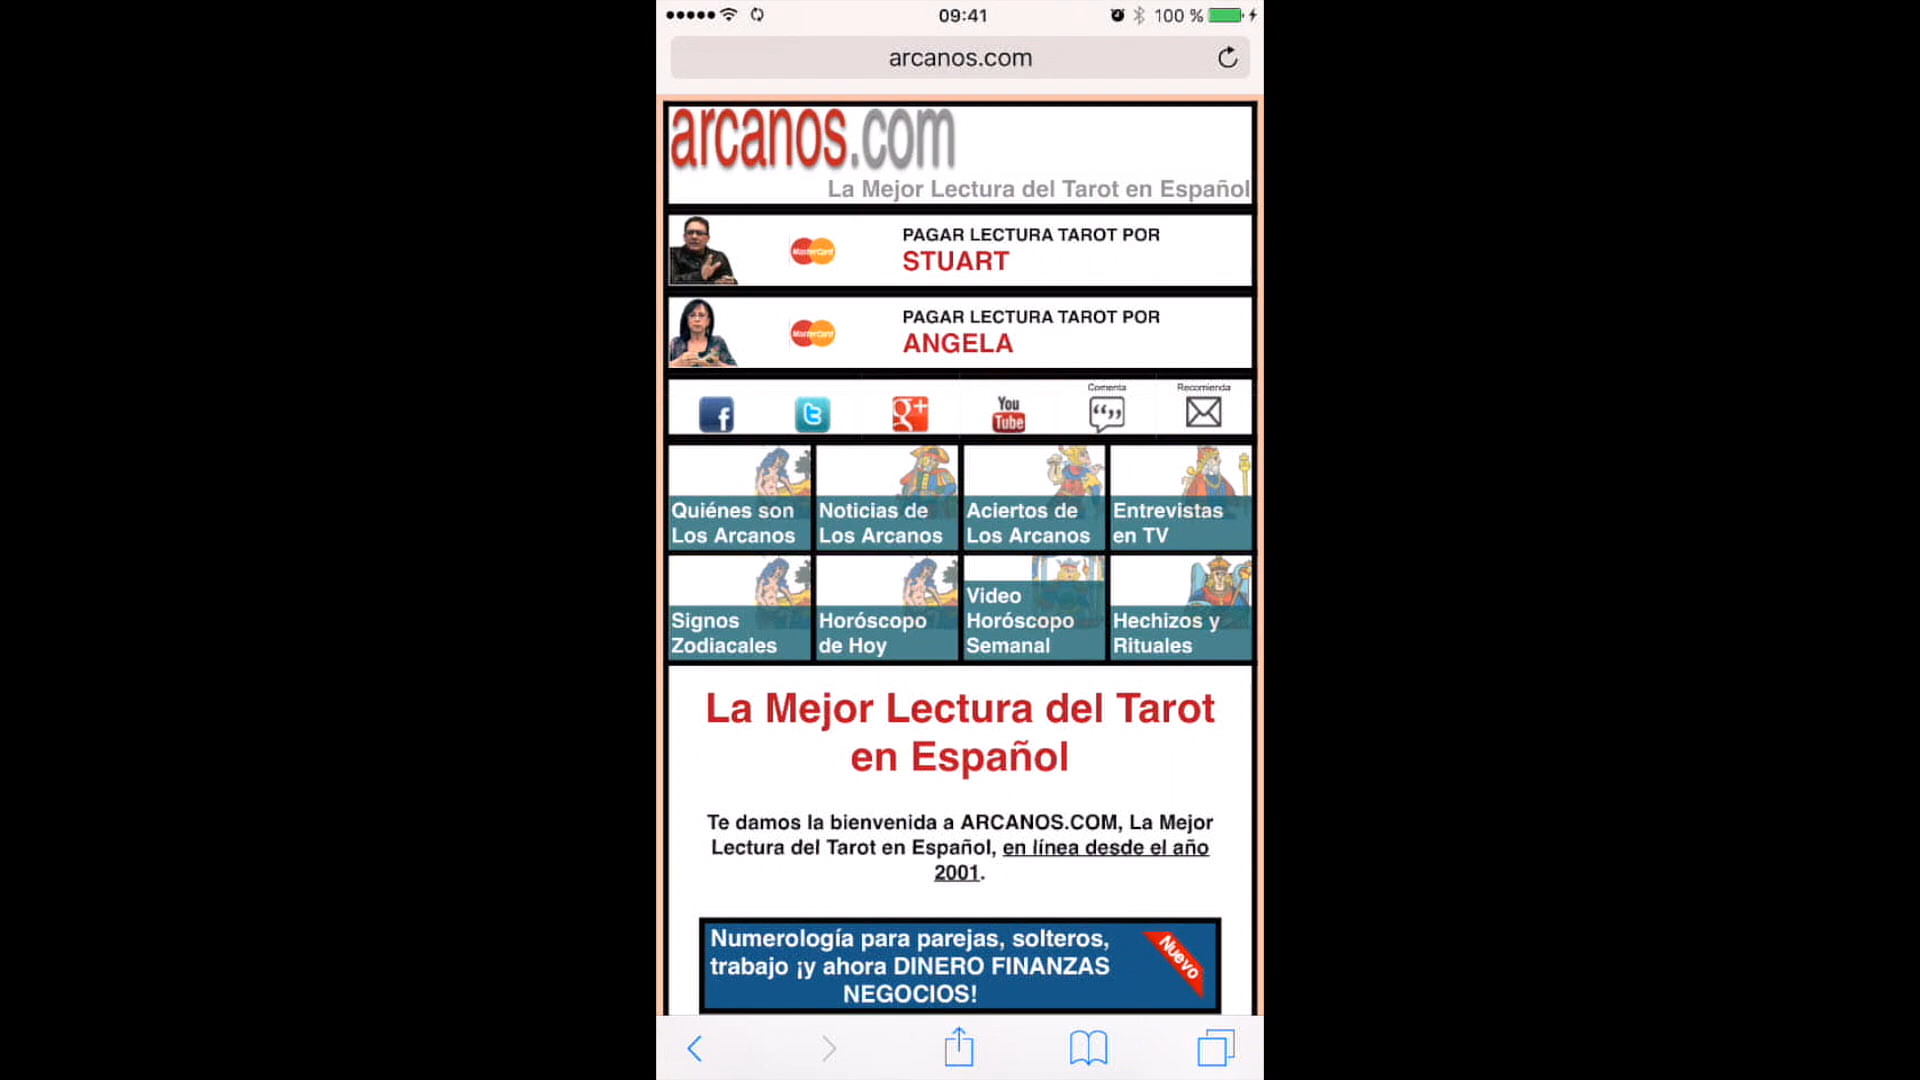 09:41
100 %
arcanos.com
arcanos.com
La Mejor Lectura del Tarot en Español
MasterCard
PAGAR LECTURA TAROT POR
STUART
MasterCard
PAGAR LECTURA TAROT POR
ANGELA
Comenta
Recomienda
f
t
g+
You
Tube
Quiénes son
Los Arcanos
Noticias de
Los Arcanos
Aciertos de
Los Arcanos
Entrevistas
en TV
Signos
Zodiacales
Horóscopo
de Hoy
Video
Horóscopo
Semanal
Hechizos y
Rituales
La Mejor Lectura del Tarot
en Español
Te damos la bienvenida a ARCANOS.COM, La Mejor
Lectura del Tarot en Español, en línea desde el año
2001.
Numerología para parejas, solteros,
trabajo ¡y ahora DINERO FINANZAS
NEGOCIOS!
Nuevo